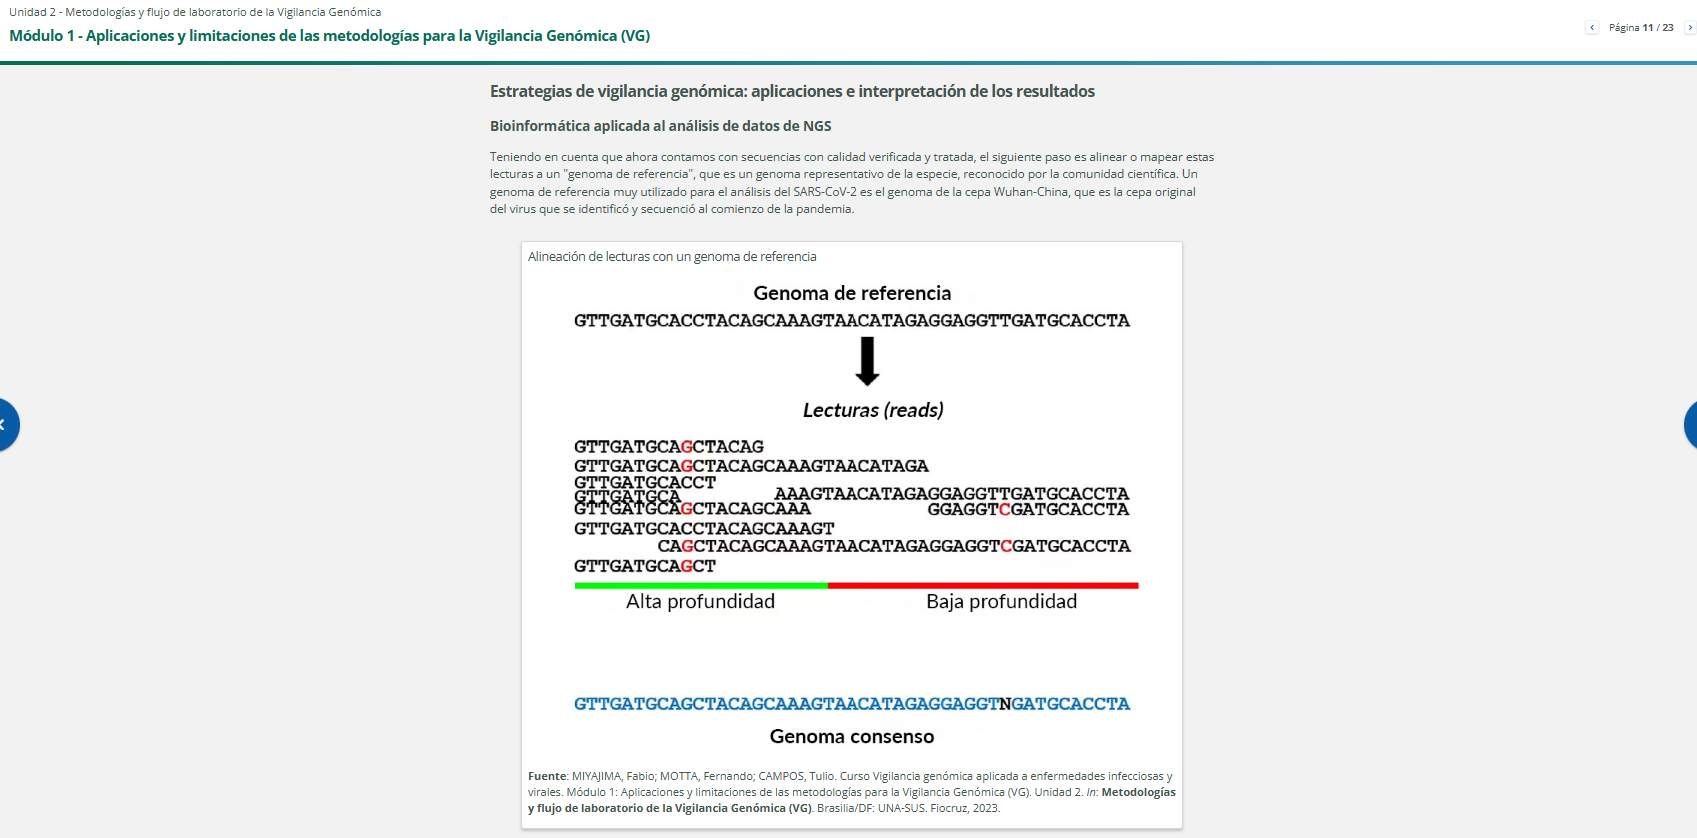 Unidad 2 - Metodologías y flujo de laboratorio de la Vigilancia Genómica
Módulo 1 - Aplicaciones y limitaciones de las metodologías para la Vigilancia Genómica (VG)
Página 11 / 23
Estrategias de vigilancia genómica: aplicaciones e interpretación de los resultados
Bioinformática aplicada al análisis de datos de NGS
Teniendo en cuenta que ahora contamos con secuencias con calidad verificada y tratada, el siguiente paso es alinear o mapear estas
lecturas a un "genoma de referencia", que es un genoma representativo de la especie, reconocido por la comunidad científica. Un
genoma de referencia muy utilizado para el análisis del SARS-CoV-2 es el genoma de la cepa Wuhan-China, que es la cepa original
del virus que se identificó y secuenció al comienzo de la pandemia.
Alineación de lecturas con un genoma de referencia
Genoma de referencia
GTTGATGCACCTACAGCAAAGTAACATAGAGGAGGTTGATGCACCTA
Lecturas (reads)
GTTGATGCAGCTACAG
GTTGATGCAGCTACAGCAAAGTAACATAGA
GTTGATGCACCT
GTTGATGCA AAAGTAACATAGAGGAGGTTGATGCACCTA
GTTGATGCAGCTACAGCAAA GGAGGTCGATGCACCTA
GTTGATGCACCTACAGCAAAGT
CAGCTACAGCAAAGTAACATAGAGGAGGTCGATGCACCTA
GTTGATGCAGCT
Alta profundidad Baja profundidad
GTTGATGCAGCTACAGCAAAGTAACATAGAGGAGGTNGATGCACCTA
Genoma consenso
Fuente: MIYAJIMA, Fabio; MOTTA, Fernando; CAMPOS, Tulio. Curso Vigilancia genómica aplicada a enfermedades infecciosas y
virales. Módulo 1: Aplicaciones y limitaciones de las metodologías para la Vigilancia Genómica (VG). Unidad 2. In: Metodologías
y flujo de laboratorio de la Vigilancia Genómica (VG). Brasilia/DF: UNA-SUS. Fiocruz, 2023.